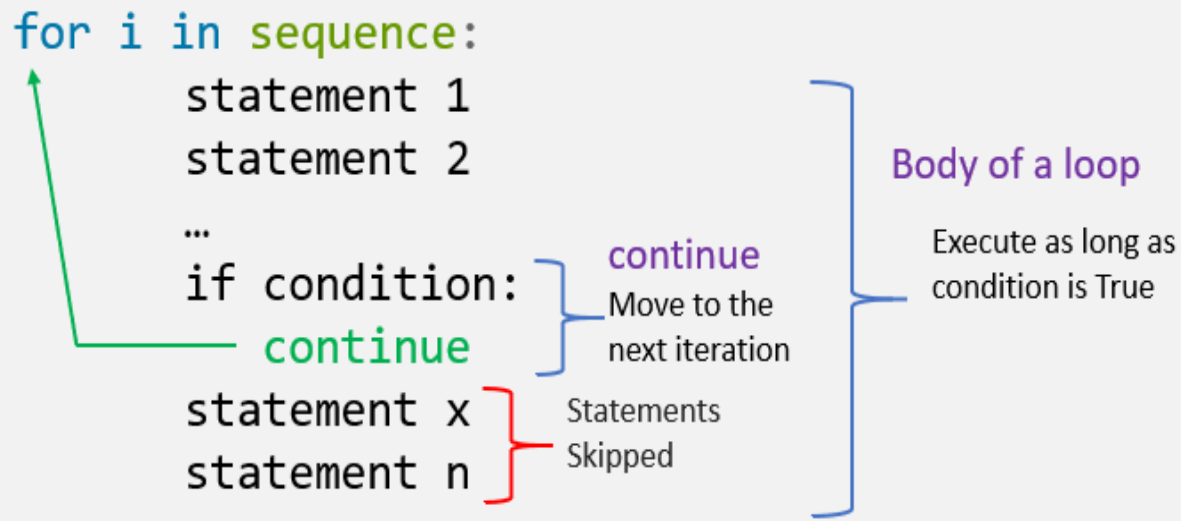 for i in sequence:
statement 1
statement 2
…
if condition:
continue
statement x
statement n
continue
Move to the
next iteration
Statements
Skipped
Body of a loop
Execute as long as
condition is True